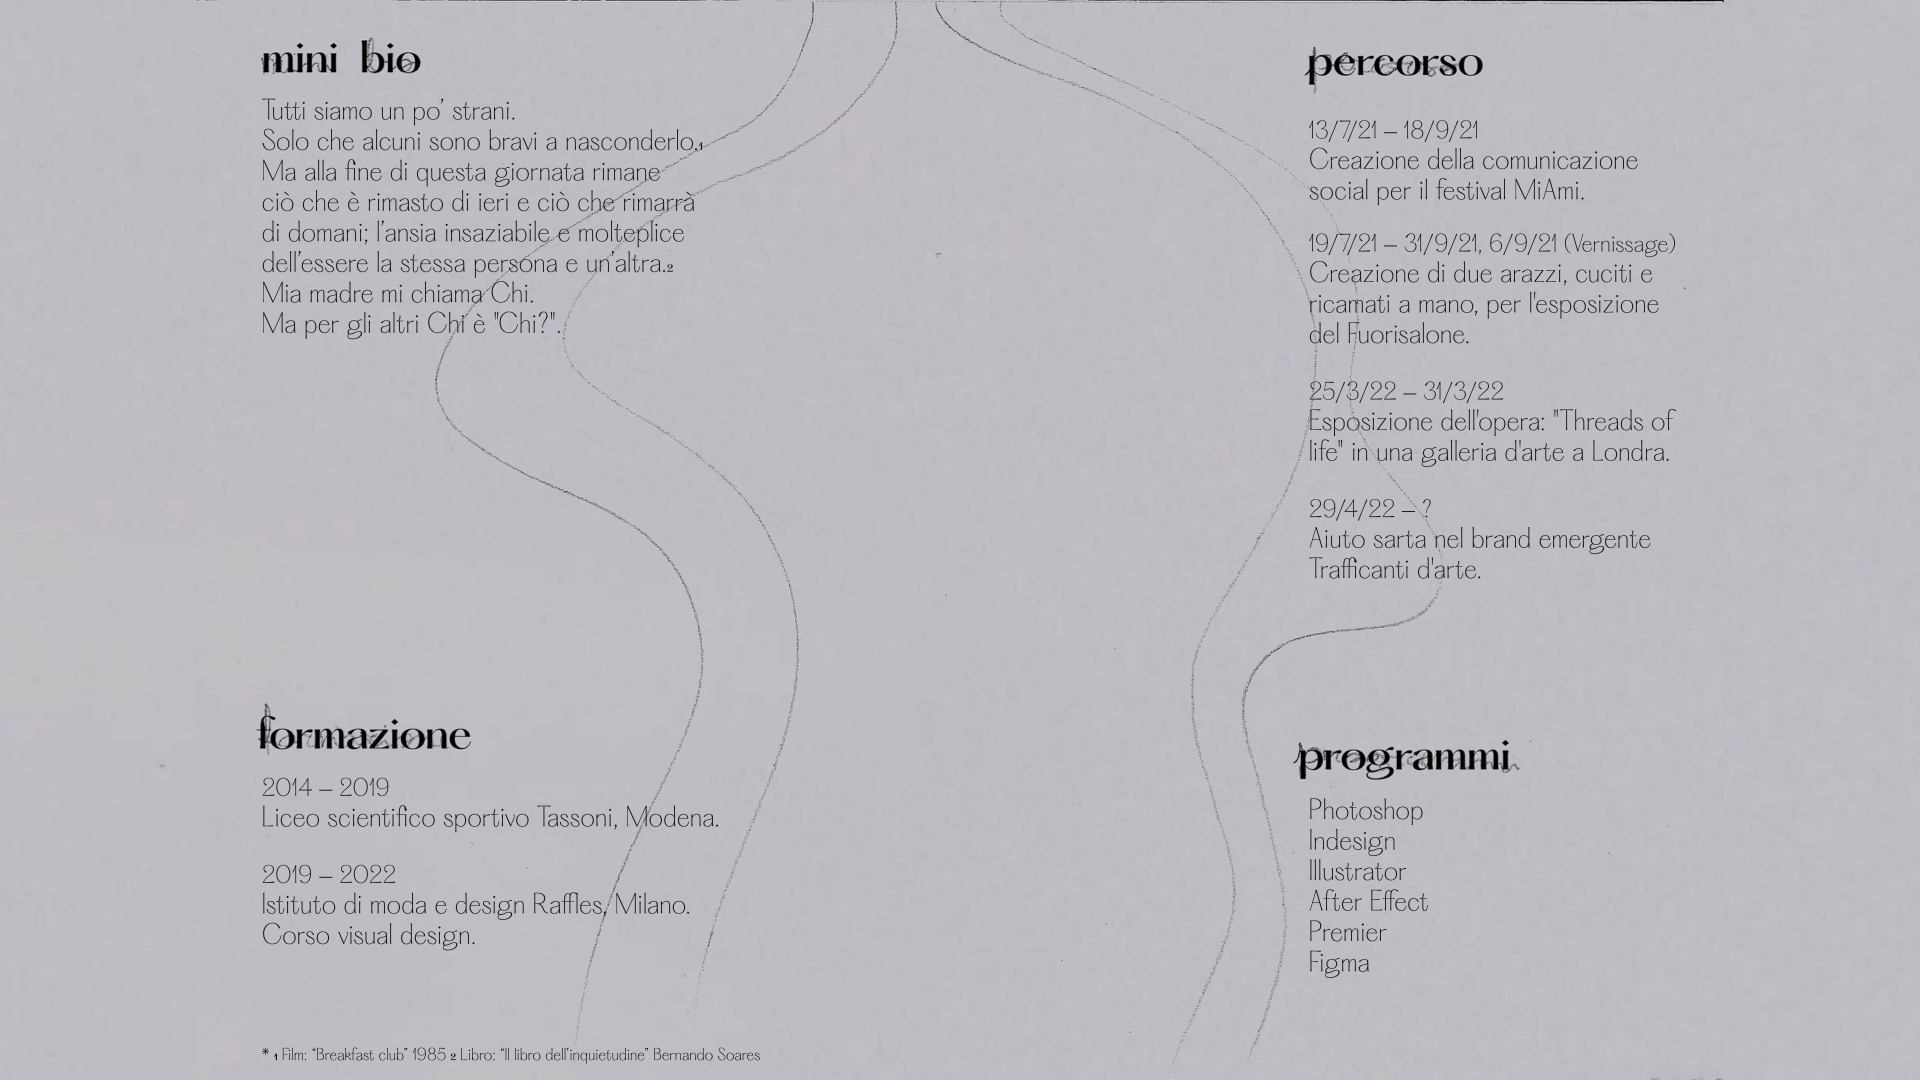 mini bio
Tutti siamo un po’ strani.
Solo che alcuni sono bravi a nasconderlo.1
Ma alla fine di questa giornata rimane
ciò che è rimasto di ieri e ciò che rimarrà
di domani; l’ansia insaziabile e molteplice
dell’essere la stessa persona e un’altra.2
Mia madre mi chiama Chi.
Ma per gli altri Chi è "Chi?".
formazione
2014 – 2019
Liceo scientifico sportivo Tassoni, Modena.
2019 – 2022
Istituto di moda e design Raffles, Milano.
Corso visual design.
* 1 Film: “Breakfast club” 1985 2 Libro: “Il libro dell’inquietudine” Bernando Soares
percorso
13/7/21 – 18/9/21
Creazione della comunicazione
social per il festival MiAmi.
19/7/21 – 31/9/21, 6/9/21 (Vernissage)
Creazione di due arazzi, cuciti e
ricamati a mano, per l'esposizione
del Fuorisalone.
25/3/22 – 31/3/22
Esposizione dell'opera: "Threads of
life" in una galleria d'arte a Londra.
29/4/22 – ?
Aiuto sarta nel brand emergente
Trafficanti d'arte.
programmi
Photoshop
Indesign
Illustrator
After Effect
Premier
Figma